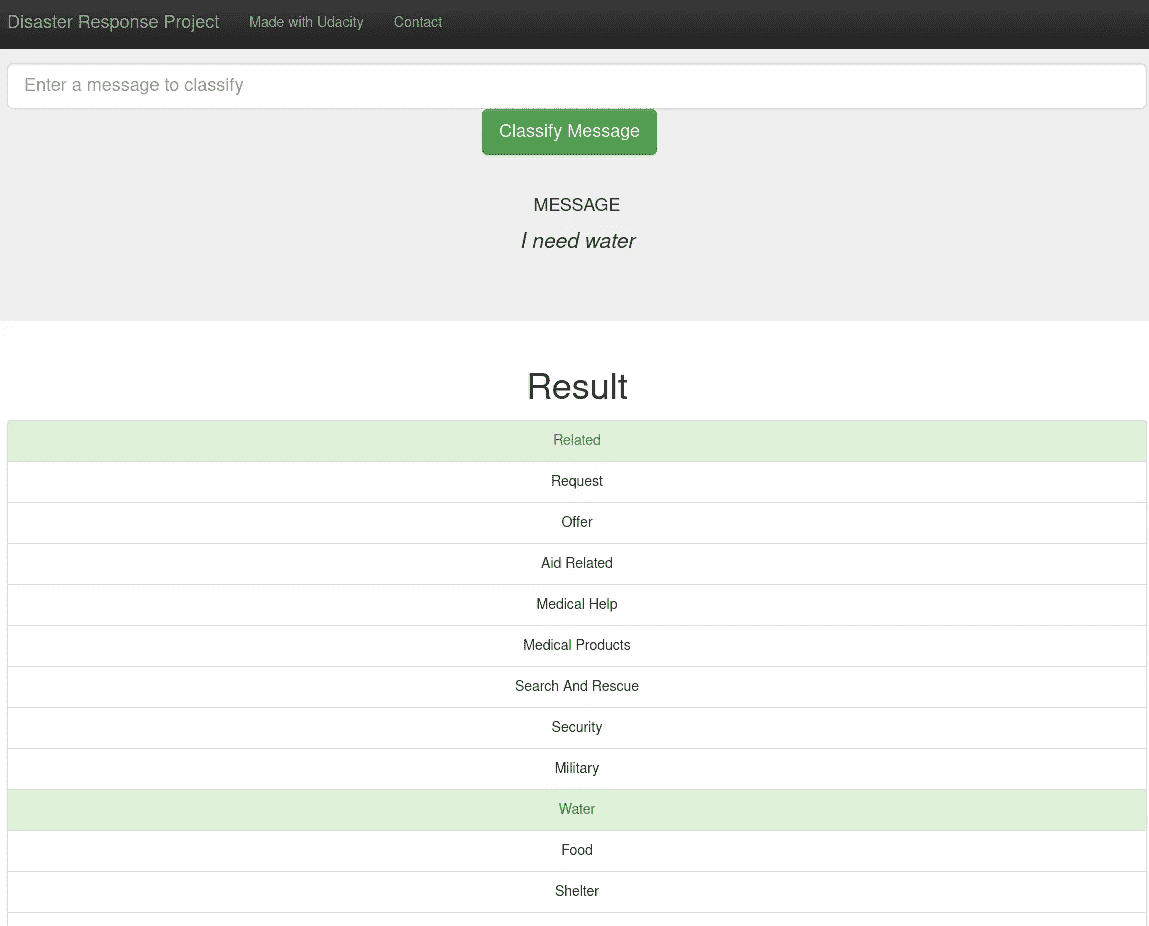 Disaster Response Project Made with Udacity Contact
Enter a message to classify
Classify Message
MESSAGE
I need water
Result
Related
Request
Offer
Aid Related
Medical Help
Medical Products
Search And Rescue
Security
Military
Water
Food
Shelter